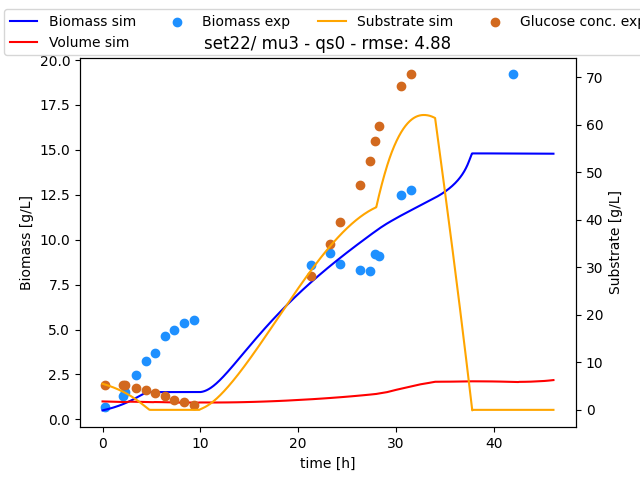 Biomass sim Biomass exp Substrate sim Glucose conc. exp
Volume sim
set22/ mu3 - qs0 - rmse: 4.88
20.0
17.5
15.0
12.5
10.0
7.5
5.0
2.5
0.0
Biomass [g/L]
0 10 20 30 40
time [h]
70
60
50
40
30
20
10
0
Substrate [g/L]